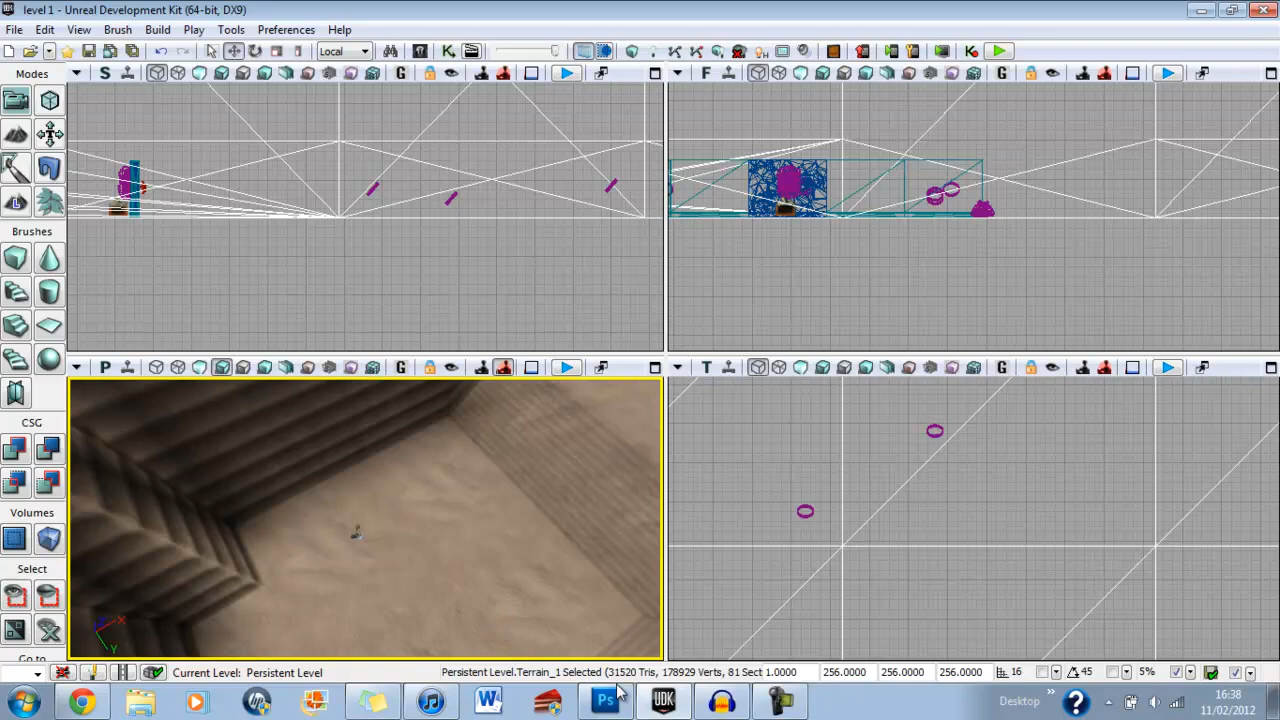 level 1 - Unreal Development Kit (64-bit, DX9)
File Edit View Brush Build Play Tools Preferences Help
Local
Modes
S G
F G
Brushes
CSG
P G
T G
Volumes
Select
X
Y
Go to
Current Level: Persistent Level
Persistent Level.Terrain_1 Selected (31520 Tris, 178929 Verts, 81 Sect 1.0000 256.0000 256.0000 256.0000 16 45 5%
Ps
W
UDK
Desktop
16:38
11/02/2012